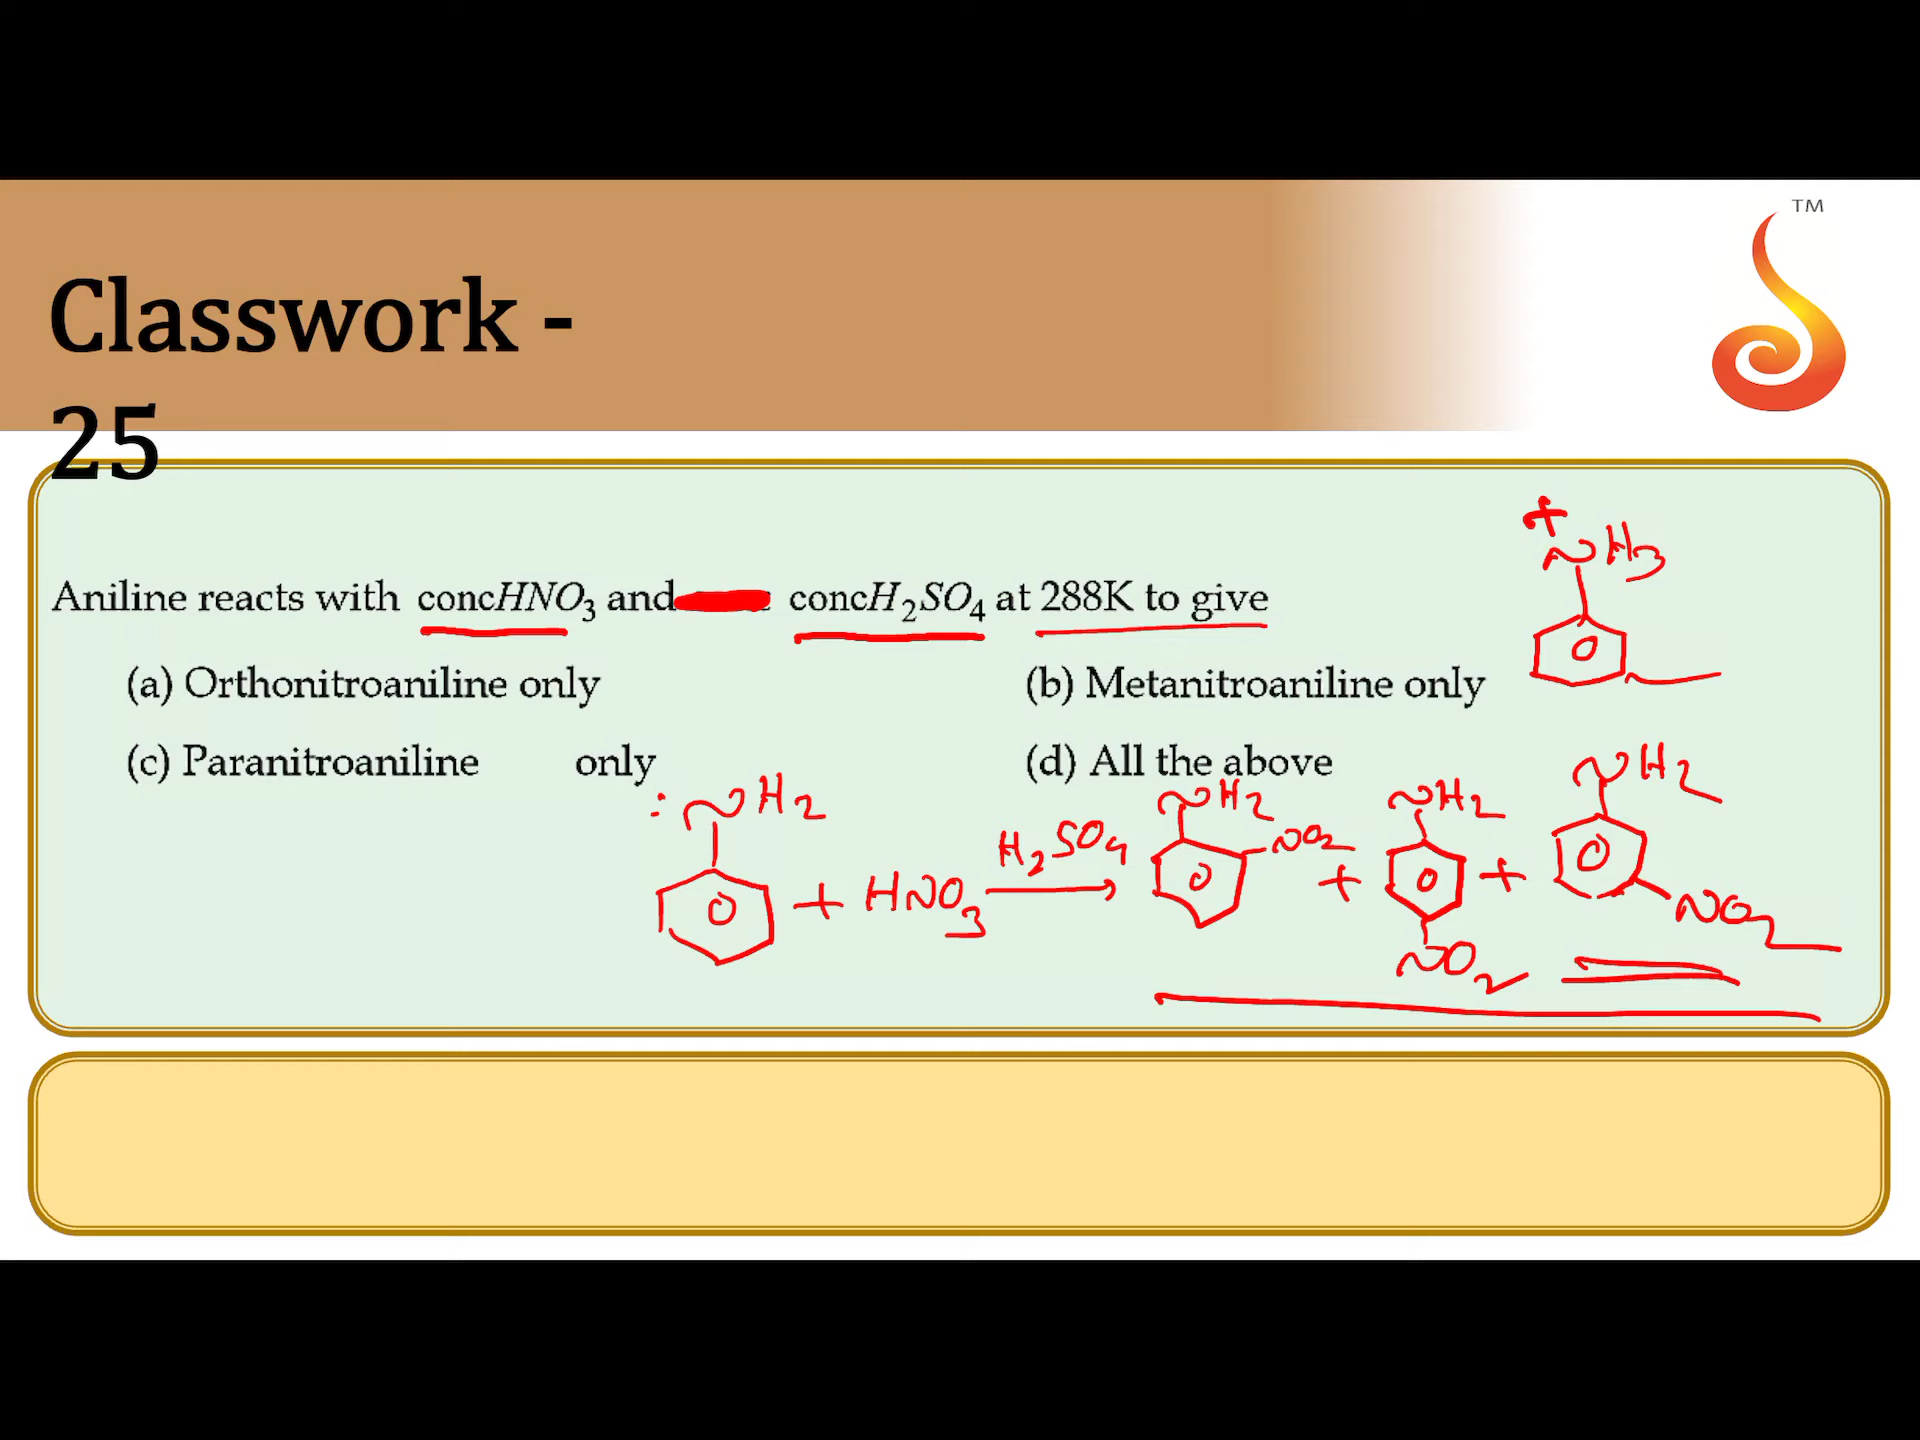 TM
Classwork -
25
Aniline reacts with concHNO₃ and concH₂SO₄ at 288K to give
(a) Orthonitroaniline only (b) Metanitroaniline only
(c) Paranitroaniline only (d) All the above
+
NH3
:NH2 + HNO3 H2SO4 NH2 NO2 + NH2 NO2 + NH2 NO2